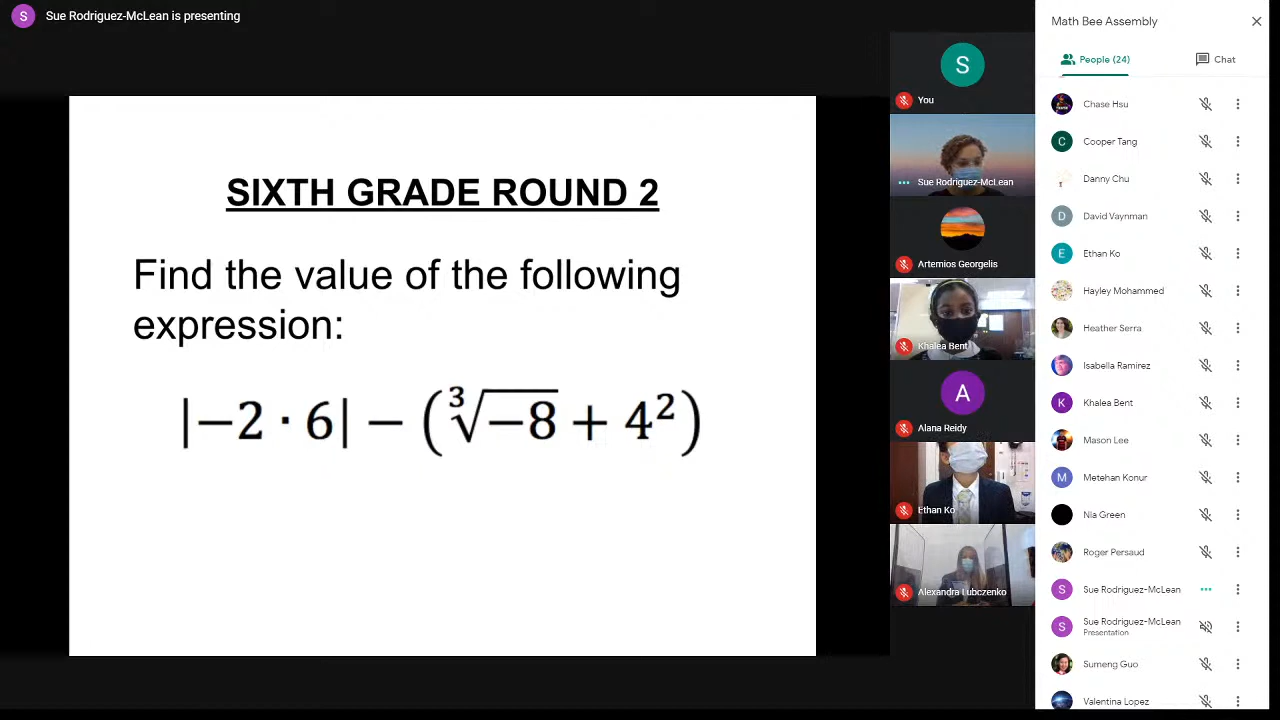 S
Sue Rodriguez-McLean is presenting
SIXTH GRADE ROUND 2
Find the value of the following
expression:
|−2 · 6| − (∛−8 + 4²)
S
You
Sue Rodriguez-McLean
Artemios Georgelis
Khalea Bent
A
Alana Reidy
Ethan Ko
Alexandra Lubczenko
Math Bee Assembly
People (24)
Chat
Chase Hsu
C
Cooper Tang
Danny Chu
D
David Vaynman
E
Ethan Ko
Hayley Mohammed
Heather Serra
Isabella Ramirez
K
Khalea Bent
Mason Lee
M
Metehan Konur
Nia Green
Roger Persaud
S
Sue Rodriguez-McLean
S
Sue Rodriguez-McLean
Presentation
Sumeng Guo
Valentina Lopez